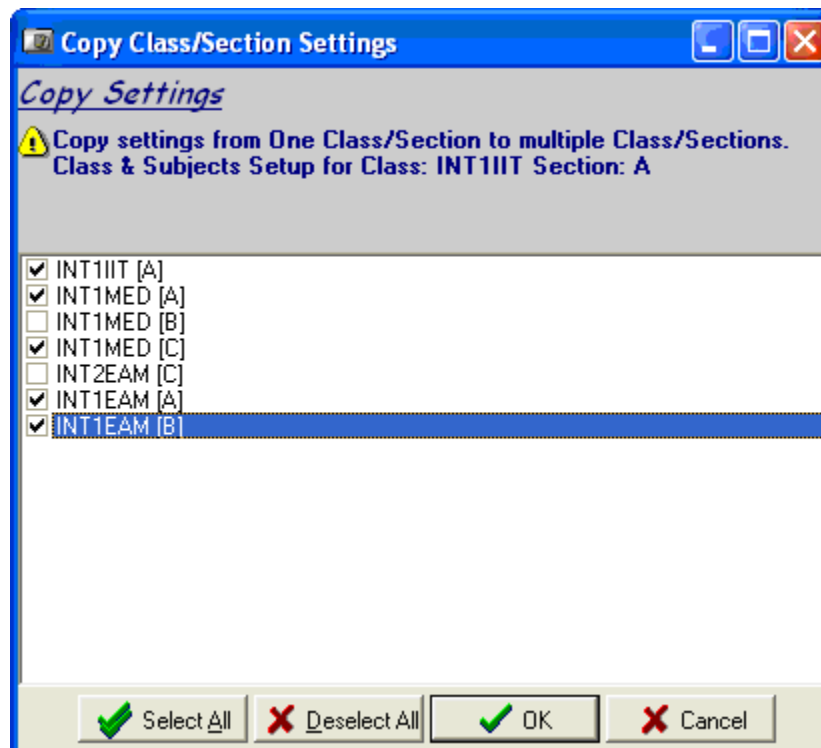 Copy Class/Section Settings
Copy Settings
Copy settings from One Class/Section to multiple Class/Sections.
Class & Subjects Setup for Class: INT1IIT Section: A
INT1IIT [A]
INT1MED [A]
INT1MED [B]
INT1MED [C]
INT2EAM [C]
INT1EAM [A]
INT1EAM [B]
Select All Deselect All OK Cancel